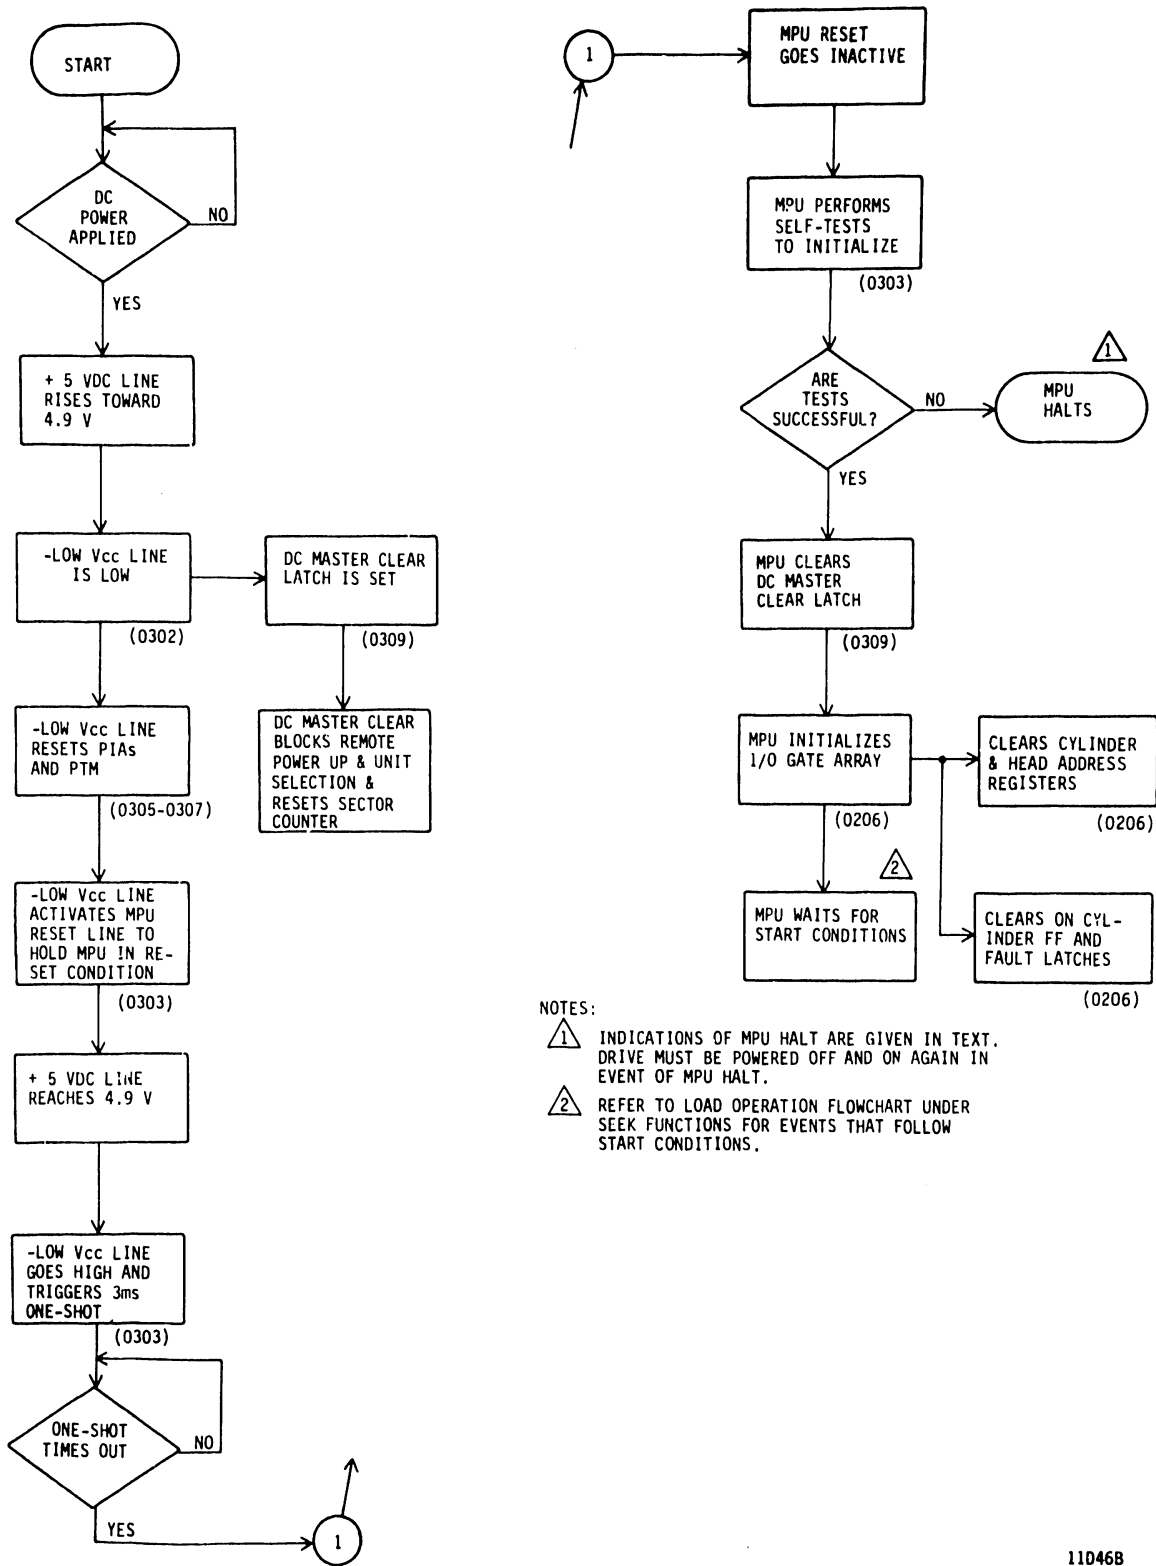 START
DC
POWER
APPLIED
NO
YES
+ 5 VDC LINE
RISES TOWARD
4.9 V
-LOW Vcc LINE
IS LOW
(0302)
DC MASTER CLEAR
LATCH IS SET
(0309)
DC MASTER CLEAR
BLOCKS REMOTE
POWER UP & UNIT
SELECTION &
RESETS SECTOR
COUNTER
-LOW Vcc LINE
RESETS PIAs
AND PTM
(0305-0307)
-LOW Vcc LINE
ACTIVATES MPU
RESET LINE TO
HOLD MPU IN RE-
SET CONDITION
(0303)
+ 5 VDC LINE
REACHES 4.9 V
-LOW Vcc LINE
GOES HIGH AND
TRIGGERS 3ms
ONE-SHOT
(0303)
ONE-SHOT
TIMES OUT
NO
YES
1
1
MPU RESET
GOES INACTIVE
MPU PERFORMS
SELF-TESTS
TO INITIALIZE
(0303)
ARE
TESTS
SUCCESSFUL?
NO
1
MPU
HALTS
YES
MPU CLEARS
DC MASTER
CLEAR LATCH
(0309)
MPU INITIALIZES
I/O GATE ARRAY
(0206)
CLEARS CYLINDER
& HEAD ADDRESS
REGISTERS
(0206)
2
MPU WAITS FOR
START CONDITIONS
CLEARS ON CYL-
INDER FF AND
FAULT LATCHES
(0206)
NOTES:
1 INDICATIONS OF MPU HALT ARE GIVEN IN TEXT.
DRIVE MUST BE POWERED OFF AND ON AGAIN IN
EVENT OF MPU HALT.
2 REFER TO LOAD OPERATION FLOWCHART UNDER
SEEK FUNCTIONS FOR EVENTS THAT FOLLOW
START CONDITIONS.
11D46B